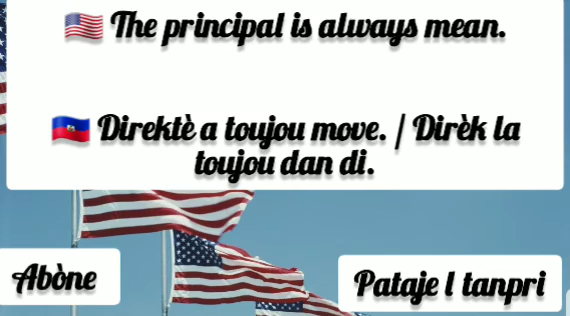 The principal is always mean.
Direktè a toujou move. / Dirèk la
toujou dan di.
Abòne
Pataje l tanpri